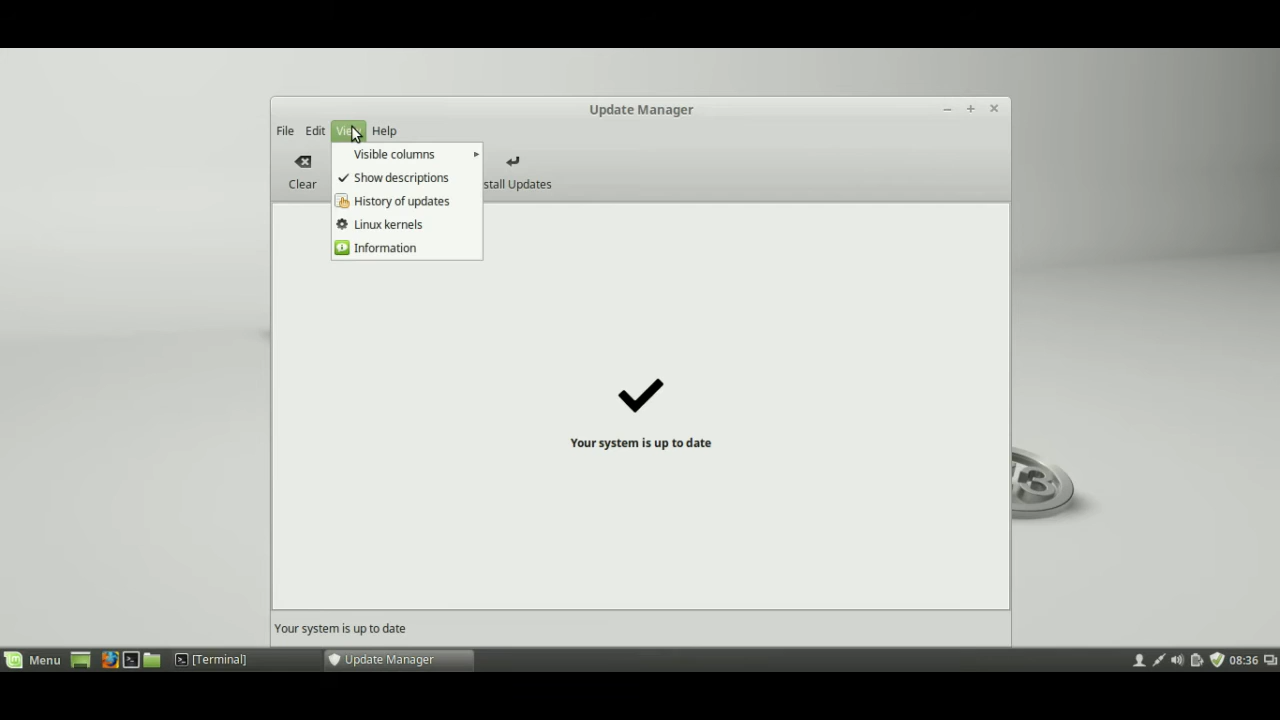 Update Manager
File Edit View Help
Visible columns
Show descriptions
History of updates
Linux kernels
Information
Clear
stall Updates
Your system is up to date
Your system is up to date
Menu
[Terminal]
Update Manager
08:36